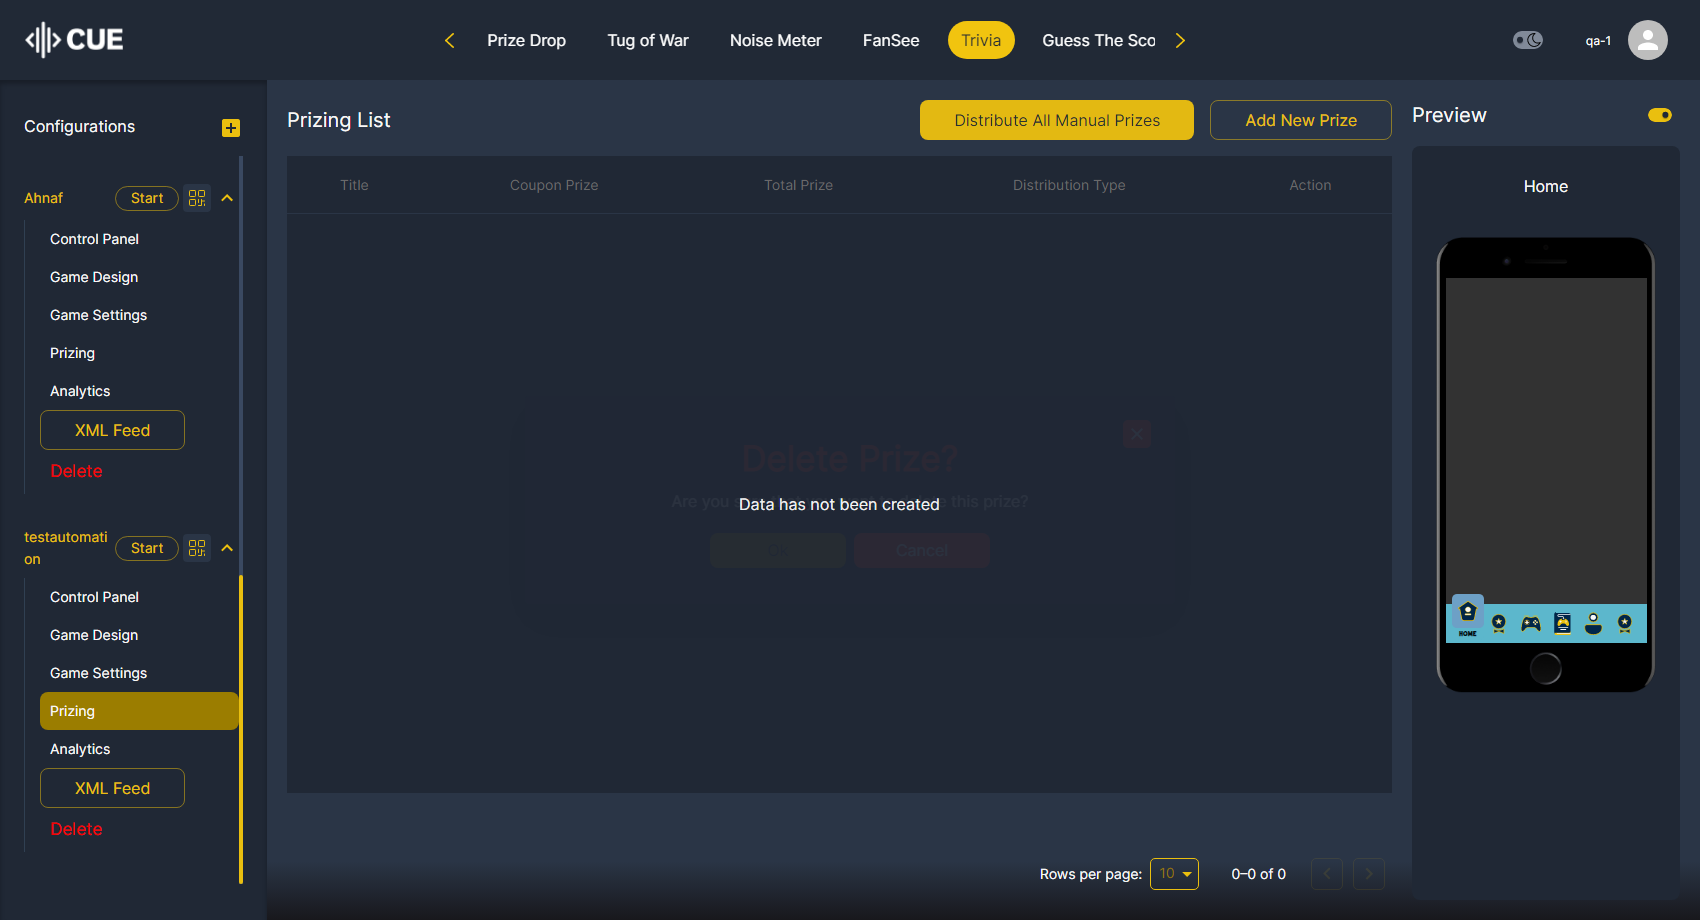 CUE
Prize Drop
Tug of War
Noise Meter
FanSee
Trivia
Guess The Sco
qa-1
Configurations
Ahnaf
Start
Control Panel
Game Design
Game Settings
Prizing
Analytics
XML Feed
Delete
testautomati
on
Start
Control Panel
Game Design
Game Settings
Prizing
Analytics
XML Feed
Delete
Prizing List
Distribute All Manual Prizes
Add New Prize
Title
Coupon Prize
Total Prize
Distribution Type
Action
Delete Prize?
Are you this prize?
Data has not been created
Ok
Cancel
Rows per page:
10
0–0 of 0
Preview
Home
HOME